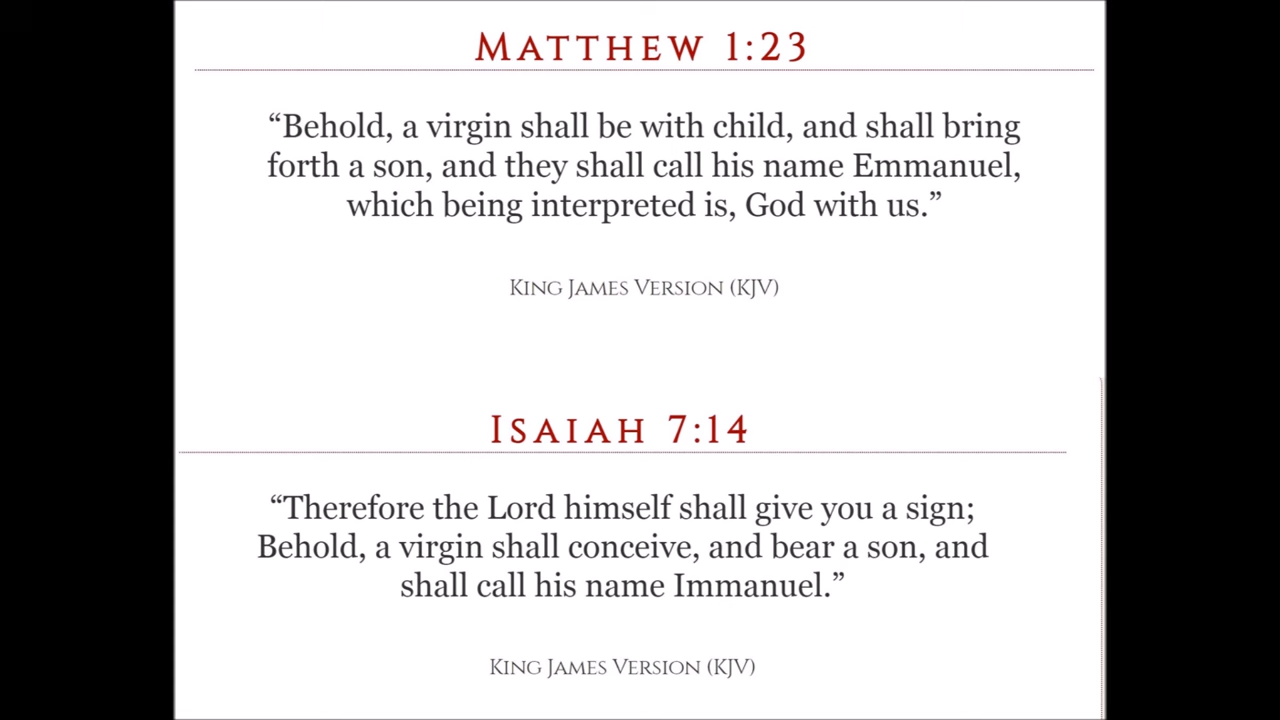 MATTHEW 1:23
“Behold, a virgin shall be with child, and shall bring
forth a son, and they shall call his name Emmanuel,
which being interpreted is, God with us.”
KING JAMES VERSION (KJV)
ISAIAH 7:14
“Therefore the Lord himself shall give you a sign;
Behold, a virgin shall conceive, and bear a son, and
shall call his name Immanuel.”
KING JAMES VERSION (KJV)